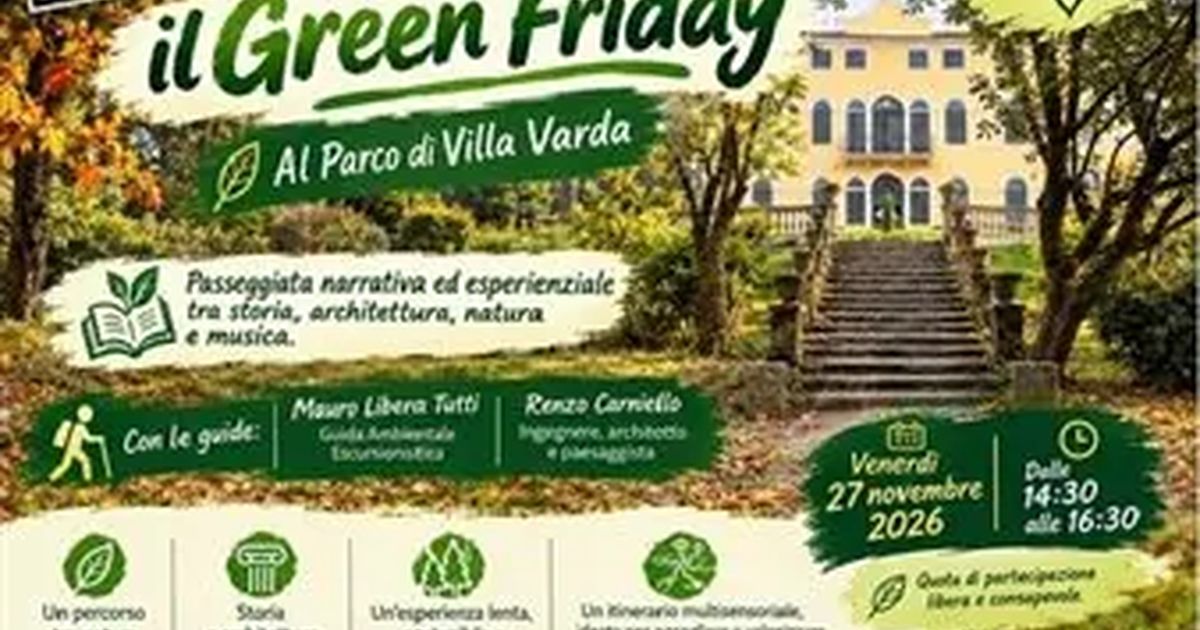 il Green Friday
Al Parco di Villa Varda
Passeggiata narrativa ed esperienziale
tra storia, architettura, natura
e musica.
Con le guide:
Mauro Libera Tutti
Guida Ambientale
Escursionistica
Renzo Carniello
Ingegnere, architetto
e paesaggista
Venerdì
27 novembre
2026
Dalle
14:30
alle 16:30
Quota di partecipazione
libera e consapevole.
Un percorso
Storia
Un'esperienza lenta,
Un itinerario multisensoriale,